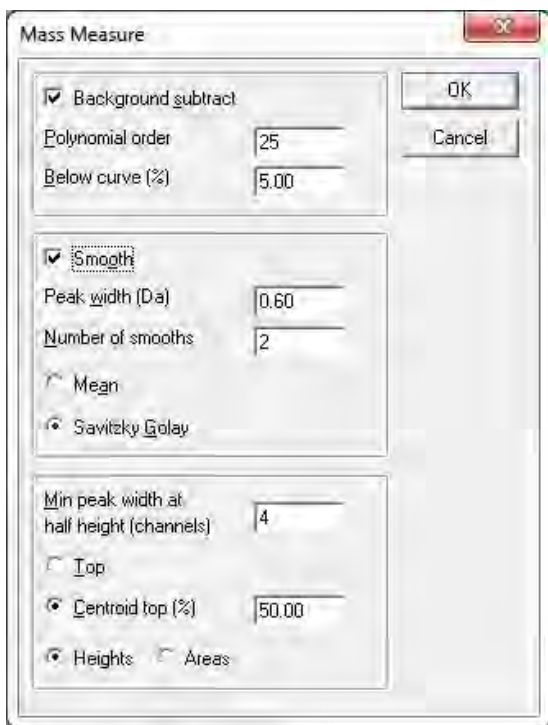 Mass Measure
Background subtract
OK
Polynomial order 25
Cancel
Below curve (%) 5.00
Smooth
Peak width (Da) 0.60
Number of smooths 2
Mean
Savitzky Golay
Min peak width at
half height (channels) 4
Top
Centroid top (%) 50.00
Heights Areas